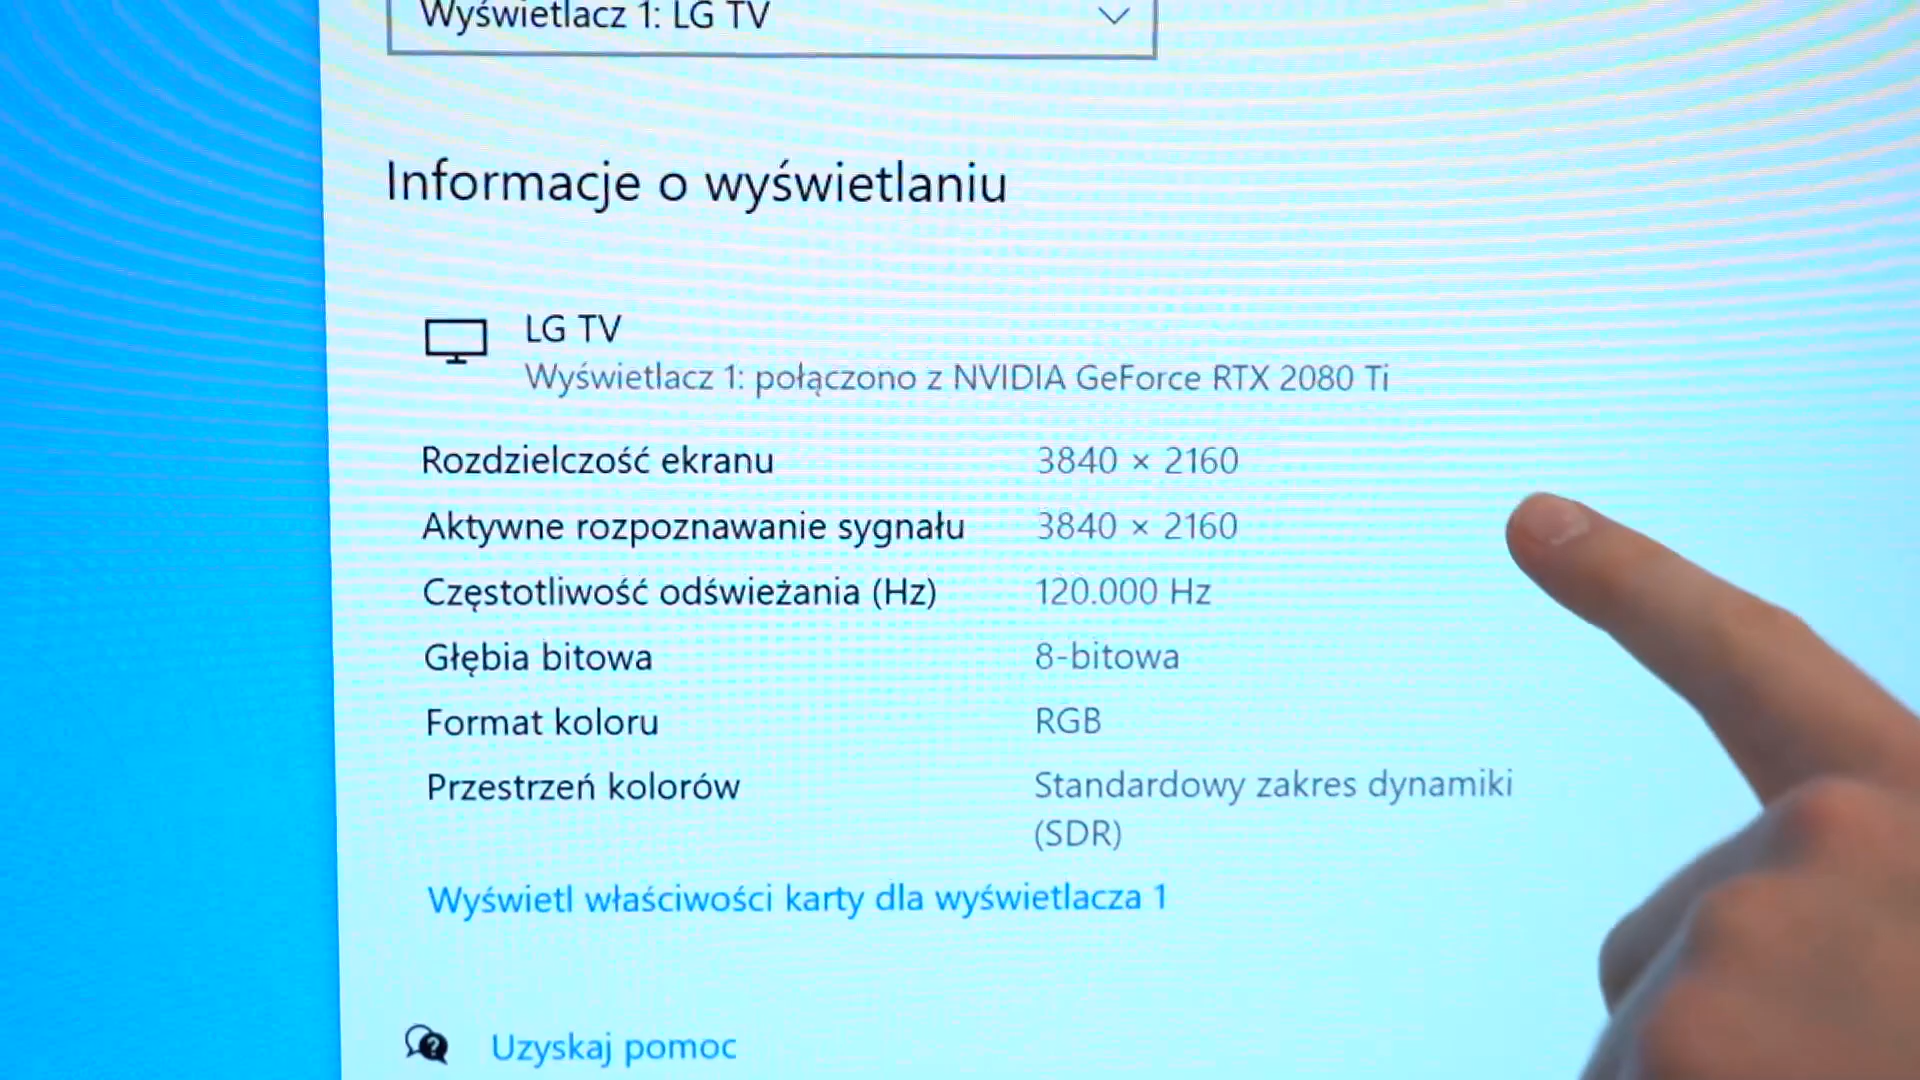 Wyświetlacz 1: LG TV
Informacje o wyświetlaniu
LG TV
Wyświetlacz 1: połączono z NVIDIA GeForce RTX 2080 Ti
Rozdzielczość ekranu 3840 × 2160
Aktywne rozpoznawanie sygnału 3840 × 2160
Częstotliwość odświeżania (Hz) 120.000 Hz
Głębia bitowa 8-bitowa
Format koloru RGB
Przestrzeń kolorów Standardowy zakres dynamiki
(SDR)
Wyświetl właściwości karty dla wyświetlacza 1
Uzyskaj pomoc